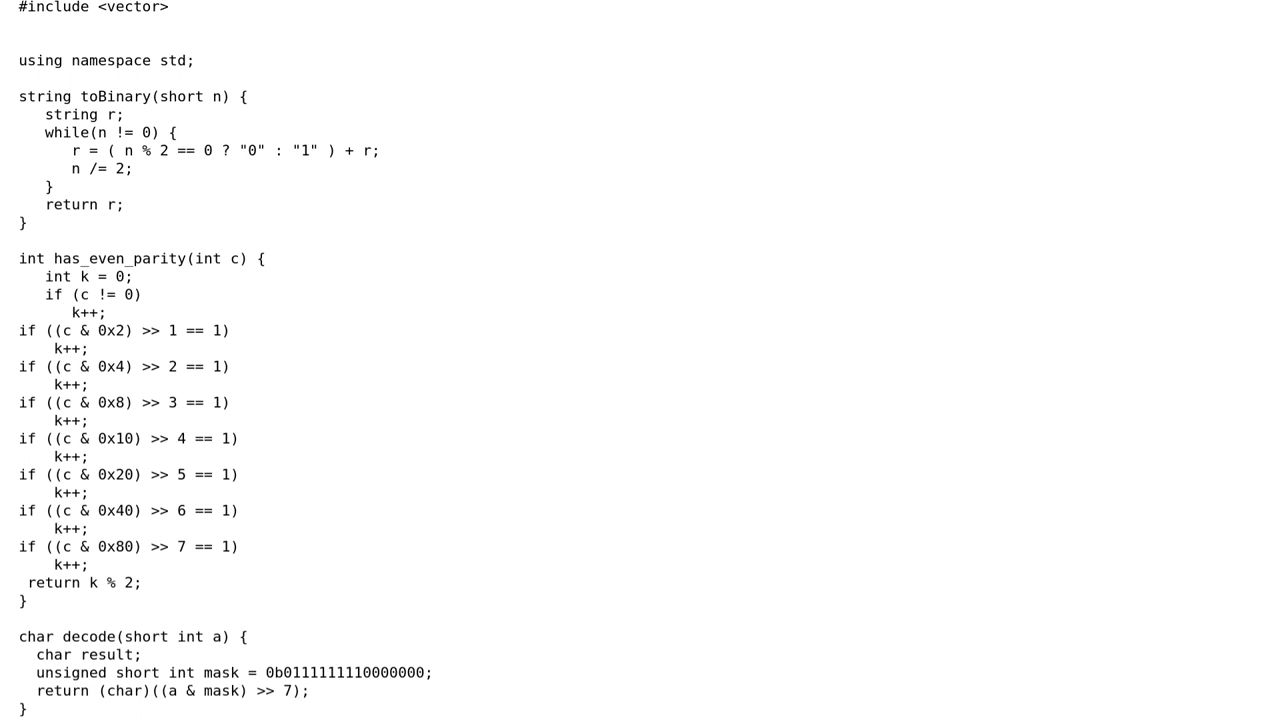 #include <vector>
using namespace std;
string toBinary(short n) {
string r;
while(n != 0) {
r = ( n % 2 == 0 ? "0" : "1" ) + r;
n /= 2;
}
return r;
}
int has_even_parity(int c) {
int k = 0;
if (c != 0)
k++;
if ((c & 0x2) >> 1 == 1)
k++;
if ((c & 0x4) >> 2 == 1)
k++;
if ((c & 0x8) >> 3 == 1)
k++;
if ((c & 0x10) >> 4 == 1)
k++;
if ((c & 0x20) >> 5 == 1)
k++;
if ((c & 0x40) >> 6 == 1)
k++;
if ((c & 0x80) >> 7 == 1)
k++;
return k % 2;
}
char decode(short int a) {
char result;
unsigned short int mask = 0b0111111110000000;
return (char)((a & mask) >> 7);
}